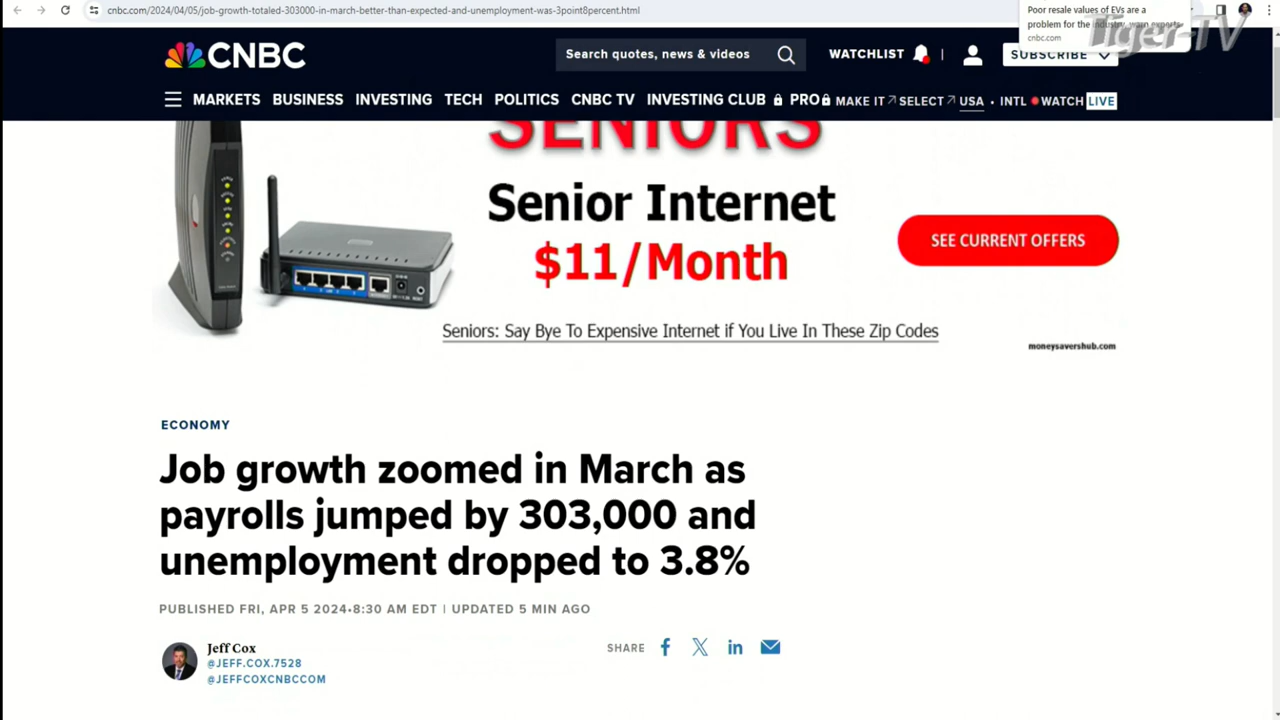 cnbc.com/2024/04/05/job-growth-totaled-303000-in-march-better-than-expected-and-unemployment-was-3point8percent.html
Poor resale values of EVs are a
problem for the industry, warn experts
cnbc.com
Tiger-TV
CNBC
Search quotes, news & videos
WATCHLIST
SUBSCRIBE
MARKETS BUSINESS INVESTING TECH POLITICS CNBC TV INVESTING CLUB PRO MAKE IT SELECT USA • INTL WATCH LIVE
SENIORS
Senior Internet
$11/Month
SEE CURRENT OFFERS
Seniors: Say Bye To Expensive Internet if You Live In These Zip Codes
moneysavershub.com
ECONOMY
Job growth zoomed in March as
payrolls jumped by 303,000 and
unemployment dropped to 3.8%
PUBLISHED FRI, APR 5 2024•8:30 AM EDT | UPDATED 5 MIN AGO
Jeff Cox
@JEFF.COX.7528
@JEFFCOXCNBCCOM
SHARE